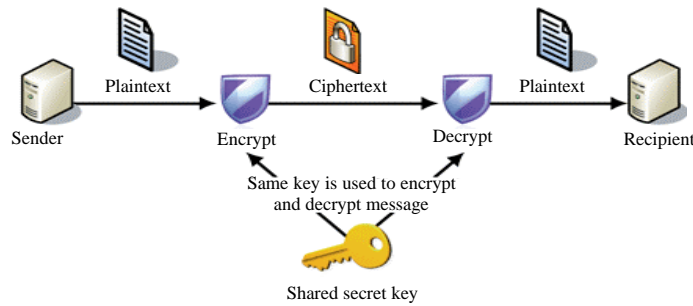 Plaintext
Ciphertext
Plaintext
Sender
Encrypt
Decrypt
Recipient
Same key is used to encrypt
and decrypt message
Shared secret key